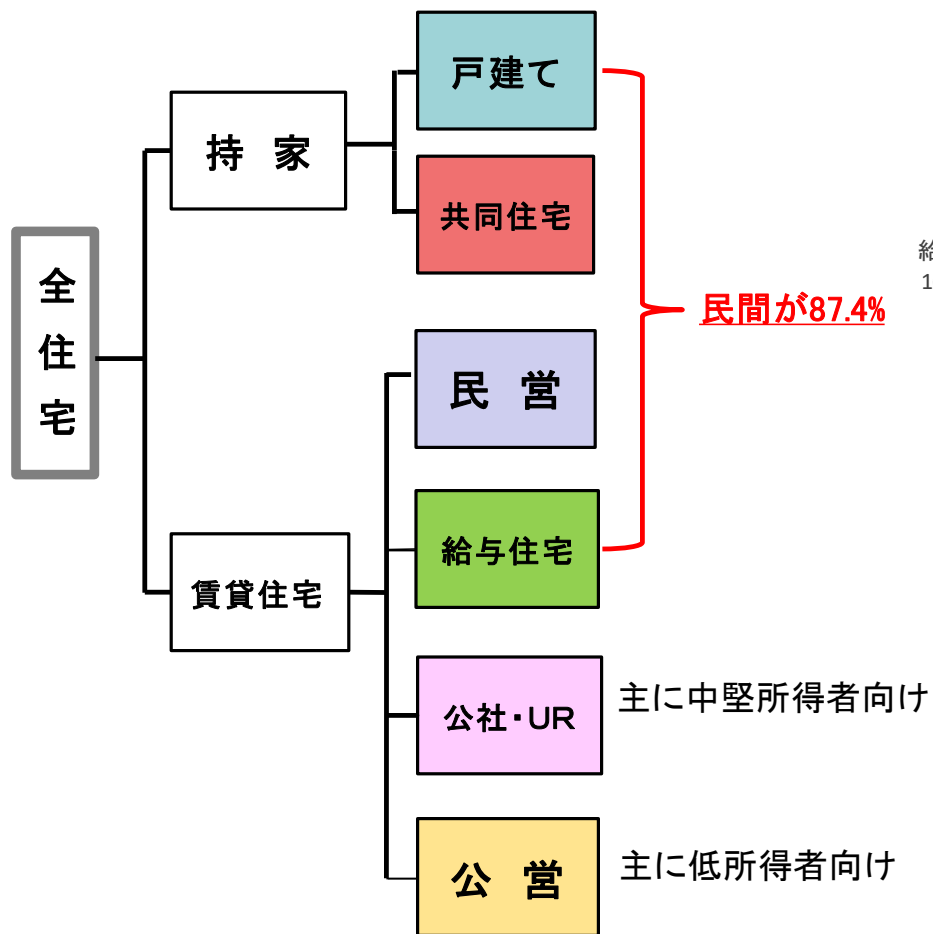 全住宅
持 家
戸建て
共同住宅
民間が87.4%
給
1
賃貸住宅
民 営
給与住宅
公社・UR
主に中堅所得者向け
公 営
主に低所得者向け